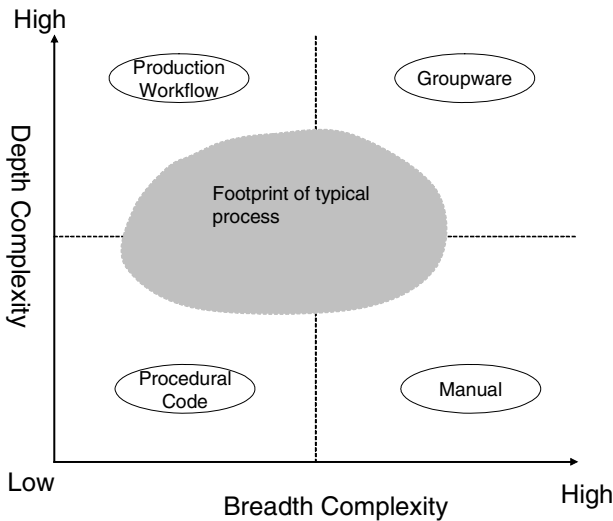 High
Production
Workflow
Groupware
Depth Complexity
Footprint of typical
process
Procedural
Code
Manual
Low
High
Breadth Complexity